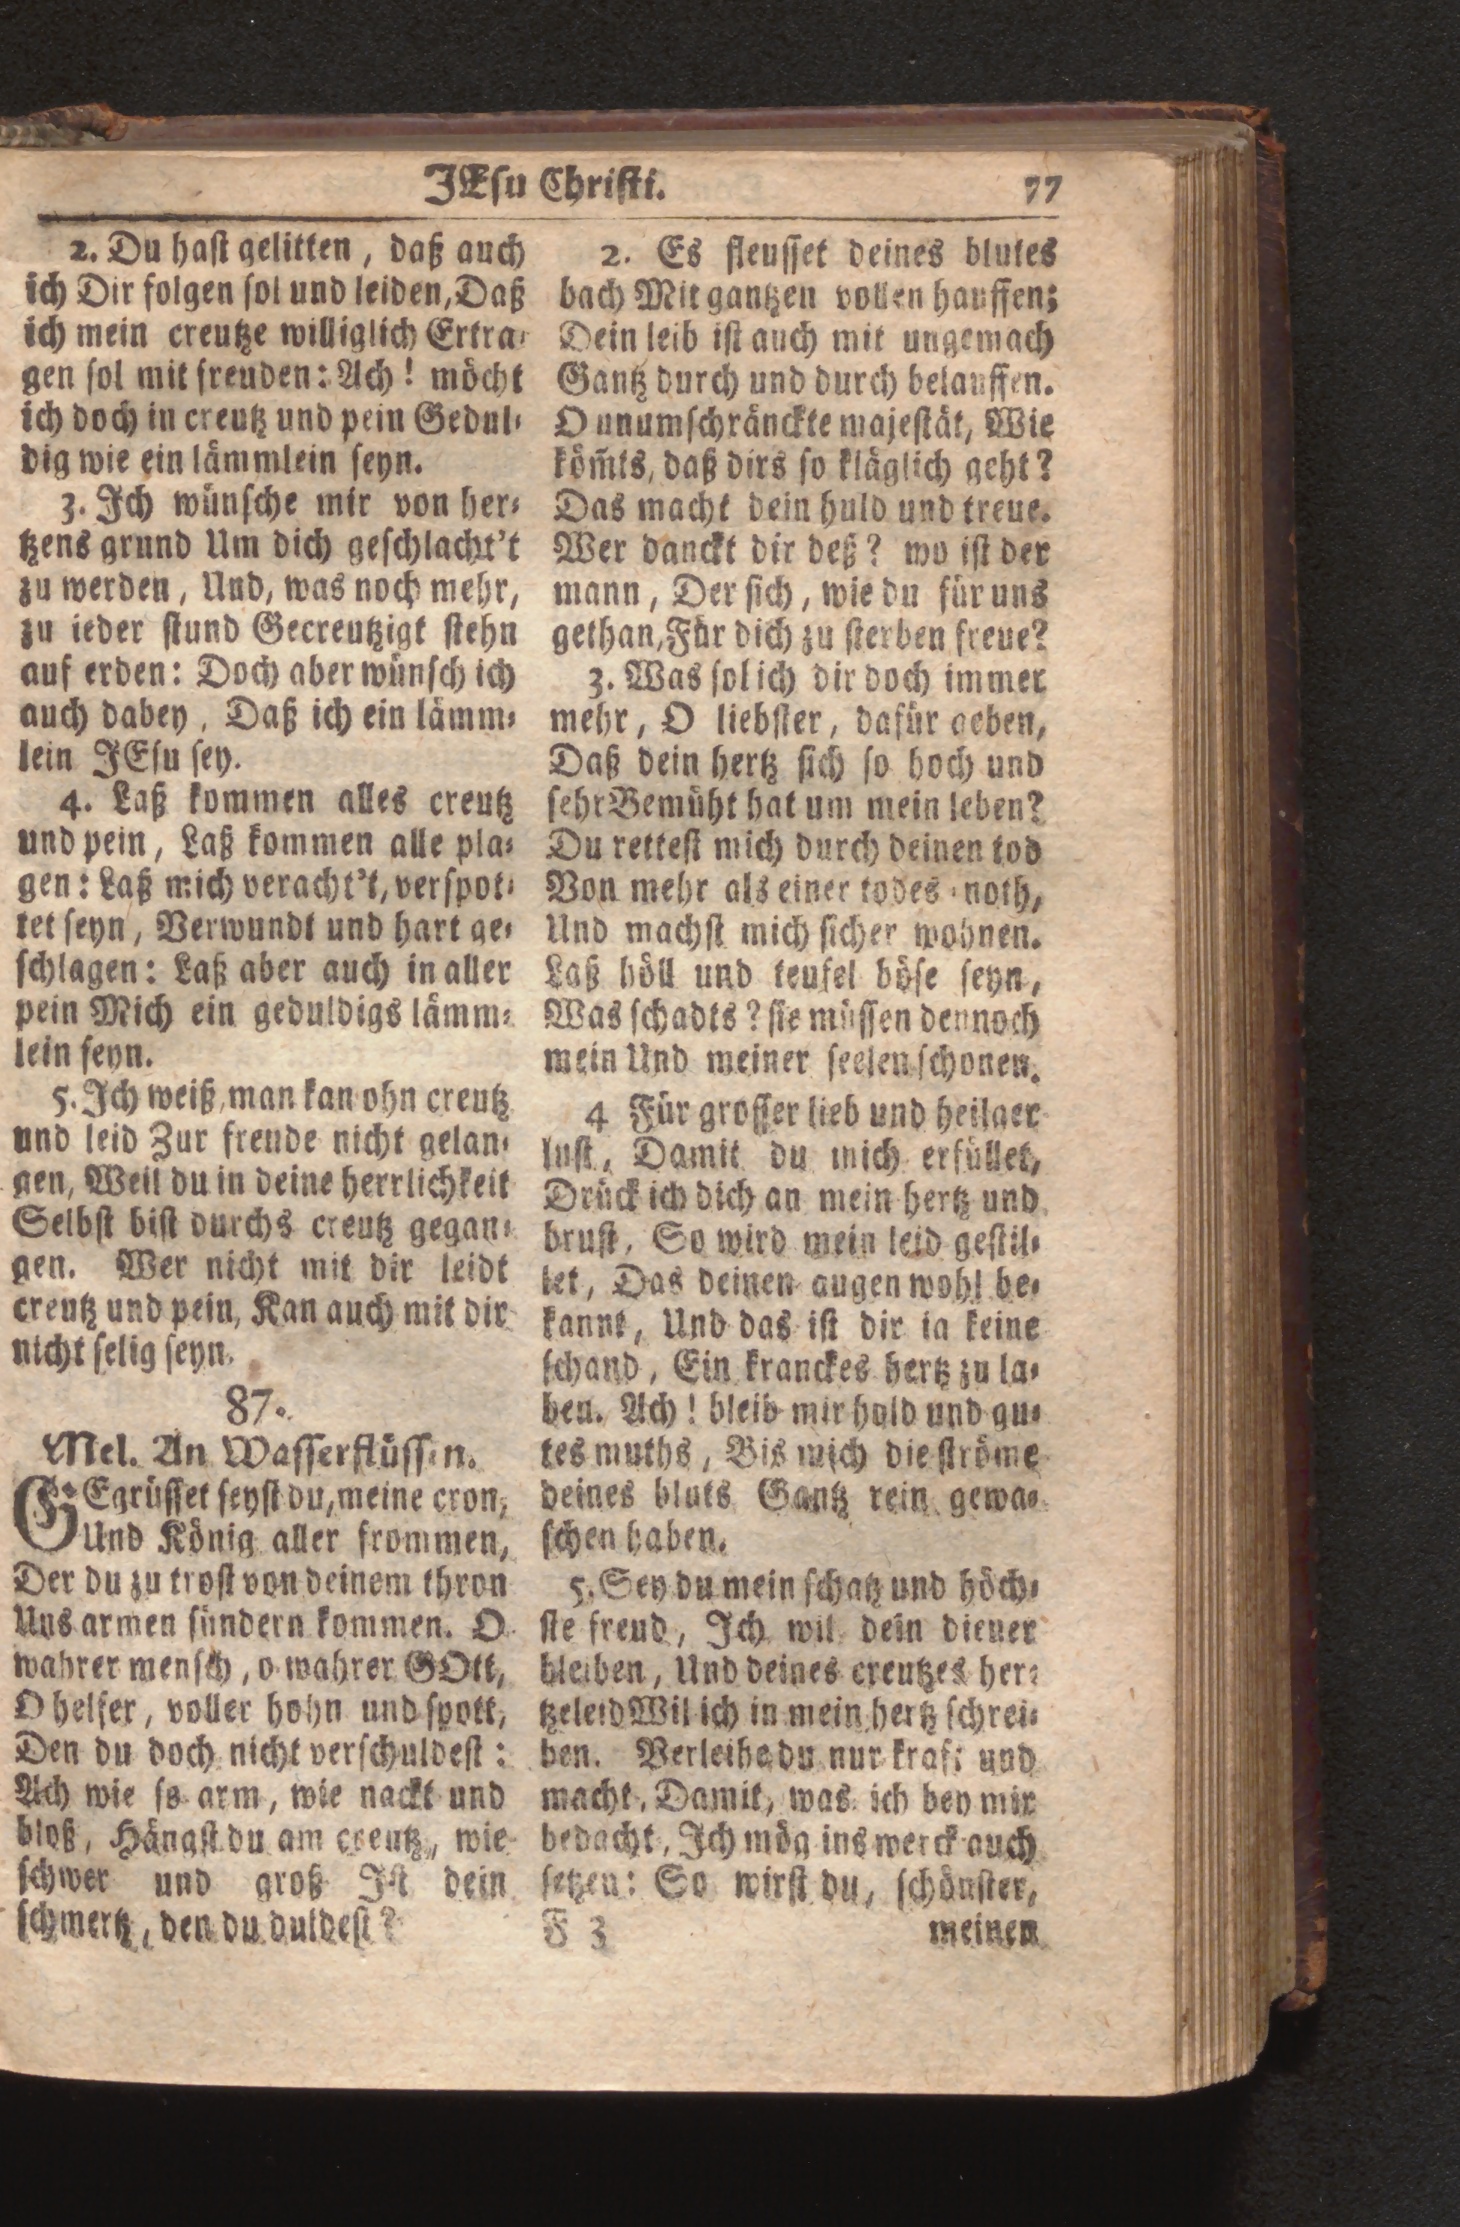 JEsu Christi.
77
2. Du hast gelitten, daß auch
ich Dir folgen sol und leiden, Daß
ich mein creutze williglich Ertra-
gen sol mit freuden: Ach! möcht
ich doch in creutz und pein Gedul-
dig wie ein lämmlein seyn.
3. Ich wünsche mir von her-
tzens grund Um dich geschlacht't
zu werden, Und, was noch mehr,
zu ieder stund Gecreutzigt stehn
auf erden: Doch aber wünsch ich
auch dabey, Daß ich ein lämm-
lein JEsu sey.
4. Laß kommen alles creutz
und pein, Laß kommen alle pla-
gen: Laß mich veracht't, verspot-
tet seyn, Verwundt und hart ge-
schlagen: Laß aber auch in aller
pein Mich ein geduldigs lämm-
lein seyn.
5. Ich weiß, man kan ohn creutz
und leid Zur freude nicht gelan-
gen, Weil du in deine herrlichkeit
Selbst bist durchs creutz gegan-
gen. Wer nicht mit dir leidt
creutz und pein, Kan auch mit dir
nicht selig seyn.
87.
Mel. An Wasserflüssen.
GEgrüsset seyst du, meine cron,
Und König aller frommen,
Der du zu trost von deinem thron
Uns armen sündern kommen. O
wahrer mensch, o wahrer GOtt,
O helfer, voller hohn und spott,
Den du doch nicht verschuldest:
Ach wie so arm, wie nackt und
bloß, Hängst du am creutz, wie
schwer und groß Ist dein
schmertz, den du duldest?
2. Es fleusset deines blutes
bach Mit gantzen vollen hauffen;
Dein leib ist auch mit ungemach
Gantz durch und durch belauffen.
O unumschränckte majestät, Wie
köm̄ts, daß dirs so kläglich geht?
Das macht dein huld und treue.
Wer danckt dir deß? wo ist der
mann, Der sich, wie du für uns
gethan, Für dich zu sterben freue?
3. Was sol ich dir doch immer
mehr, O liebster, dafür geben,
Daß dein hertz sich so hoch und
sehr Bemüht hat um mein leben?
Du rettest mich durch deinen tod
Von mehr als einer todes-noth,
Und machst mich sicher wohnen.
Laß höll und teufel böse seyn,
Was schadts? sie müssen dennoch
mein Und meiner seelen schonen.
4 Für grosser lieb und heilger
lust, Damit du mich erfüllet,
Drück ich dich an mein hertz und
brust, So wird mein leid gestil-
let, Das deinen augen wohl be-
kannt, Und das ist dir ia keine
schand, Ein kranckes hertz zu la-
ben. Ach! bleib mir hold und gu-
tes muths, Bis mich die ströme
deines bluts Gantz rein gewa-
schen haben.
5. Sey du mein schatz und höch-
ste freud, Ich wil dein diener
bleiben, Und deines creutzes her-
tzeleid Wil ich in mein hertz schrei-
ben. Verleihe du nur kraft und
macht, Damit, was ich bey mir
bedacht, Ich mög ins werck auch
setzen: So wirst du, schönster,
F 3
meinen